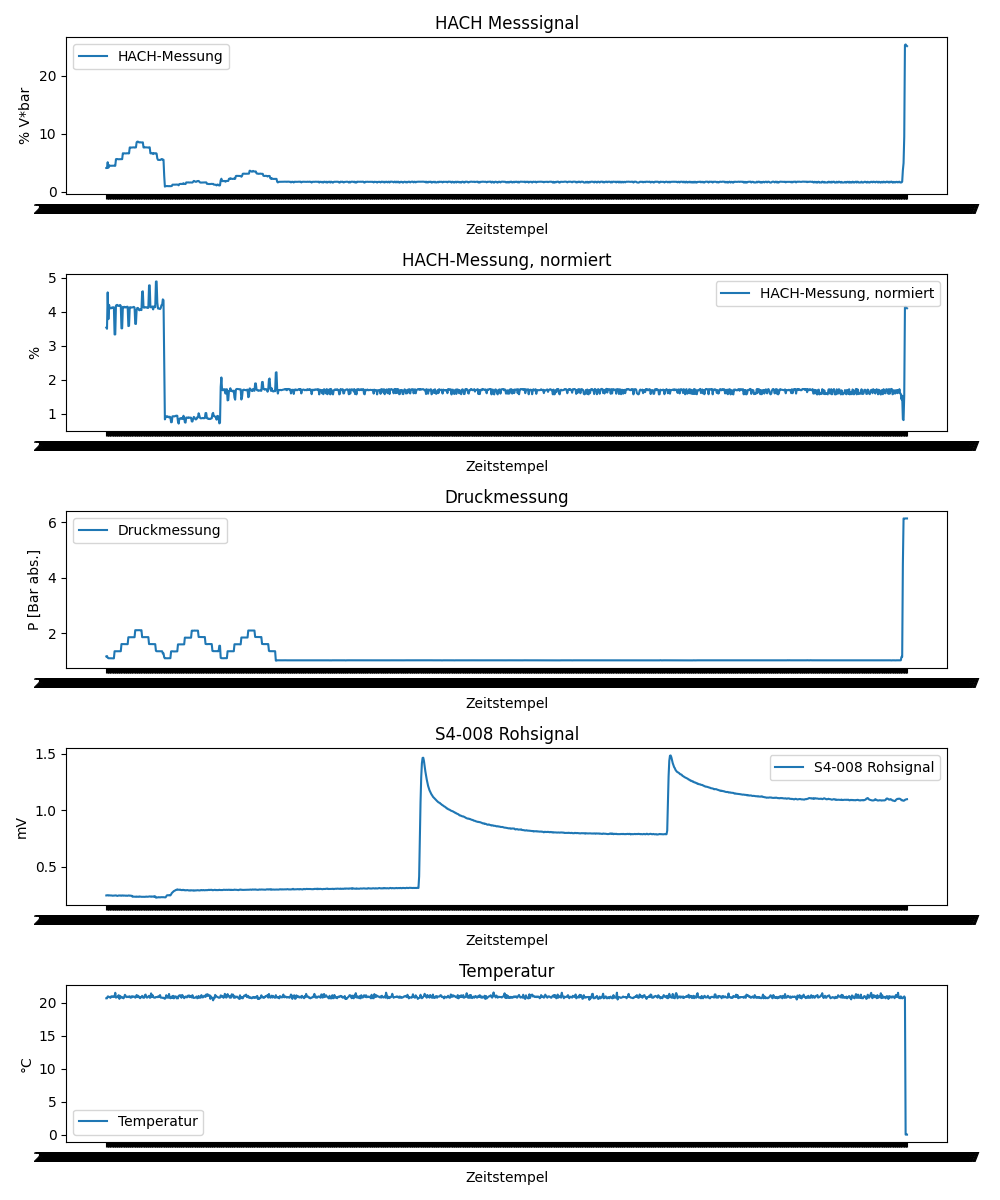 HACH Messsignal
HACH-Messung
% V*bar
20
10
0
Zeitstempel
HACH-Messung, normiert
HACH-Messung, normiert
%
5
4
3
2
1
Zeitstempel
Druckmessung
Druckmessung
P [Bar abs.]
6
4
2
Zeitstempel
S4-008 Rohsignal
S4-008 Rohsignal
mV
1.5
1.0
0.5
Zeitstempel
Temperatur
Temperatur
°C
20
15
10
5
0
Zeitstempel